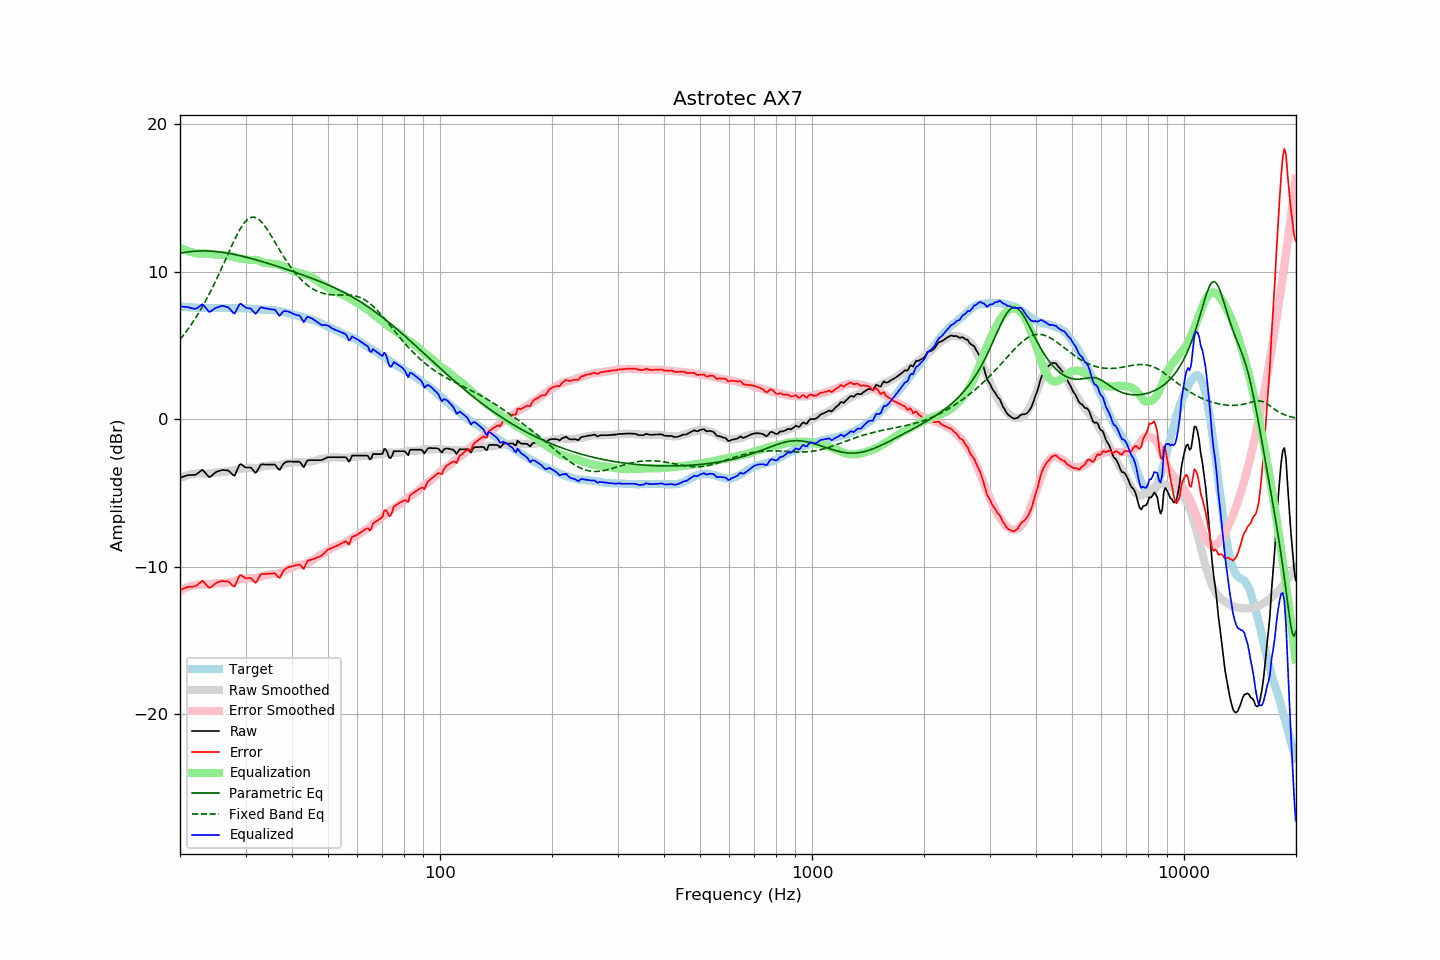 Astrotec AX7
20
10
0
−10
−20
Amplitude (dBr)
Target
Raw Smoothed
Error Smoothed
Raw
Error
Equalization
Parametric Eq
Fixed Band Eq
Equalized
100
1000
10000
Frequency (Hz)